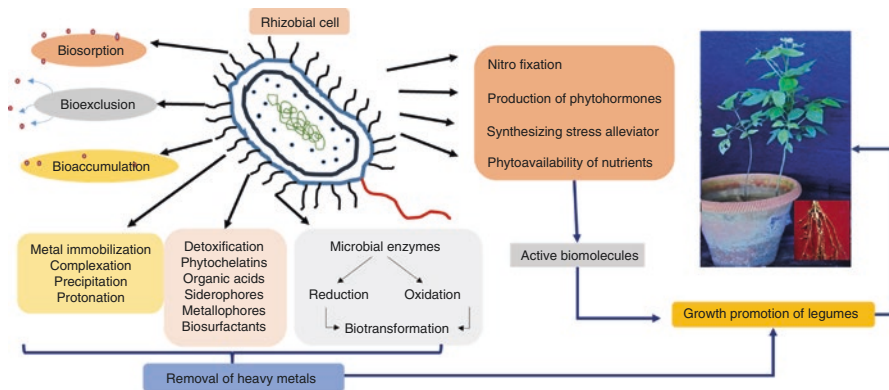 Rhizobial cell
Biosorption
Bioexclusion
Bioaccumulation
Nitro fixation
Production of phytohormones
Synthesizing stress alleviator
Phytoavailability of nutrients
Metal immobilization
Complexation
Precipitation
Protonation
Detoxification
Phytochelatins
Organic acids
Siderophores
Metallophores
Biosurfactants
Microbial enzymes
Reduction
Oxidation
Biotransformation
Active biomolecules
Growth promotion of legumes
Removal of heavy metals